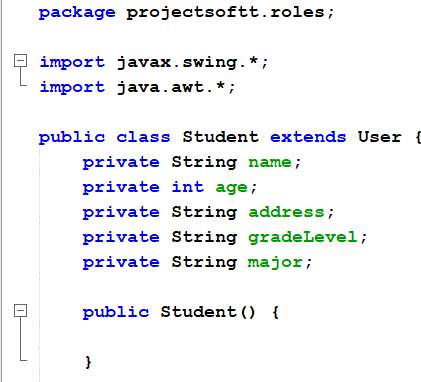 package projectsoftt.roles;
import javax.swing.*;
import java.awt.*;
public class Student extends User {
private String name;
private int age;
private String address;
private String gradeLevel;
private String major;
public Student() {
}